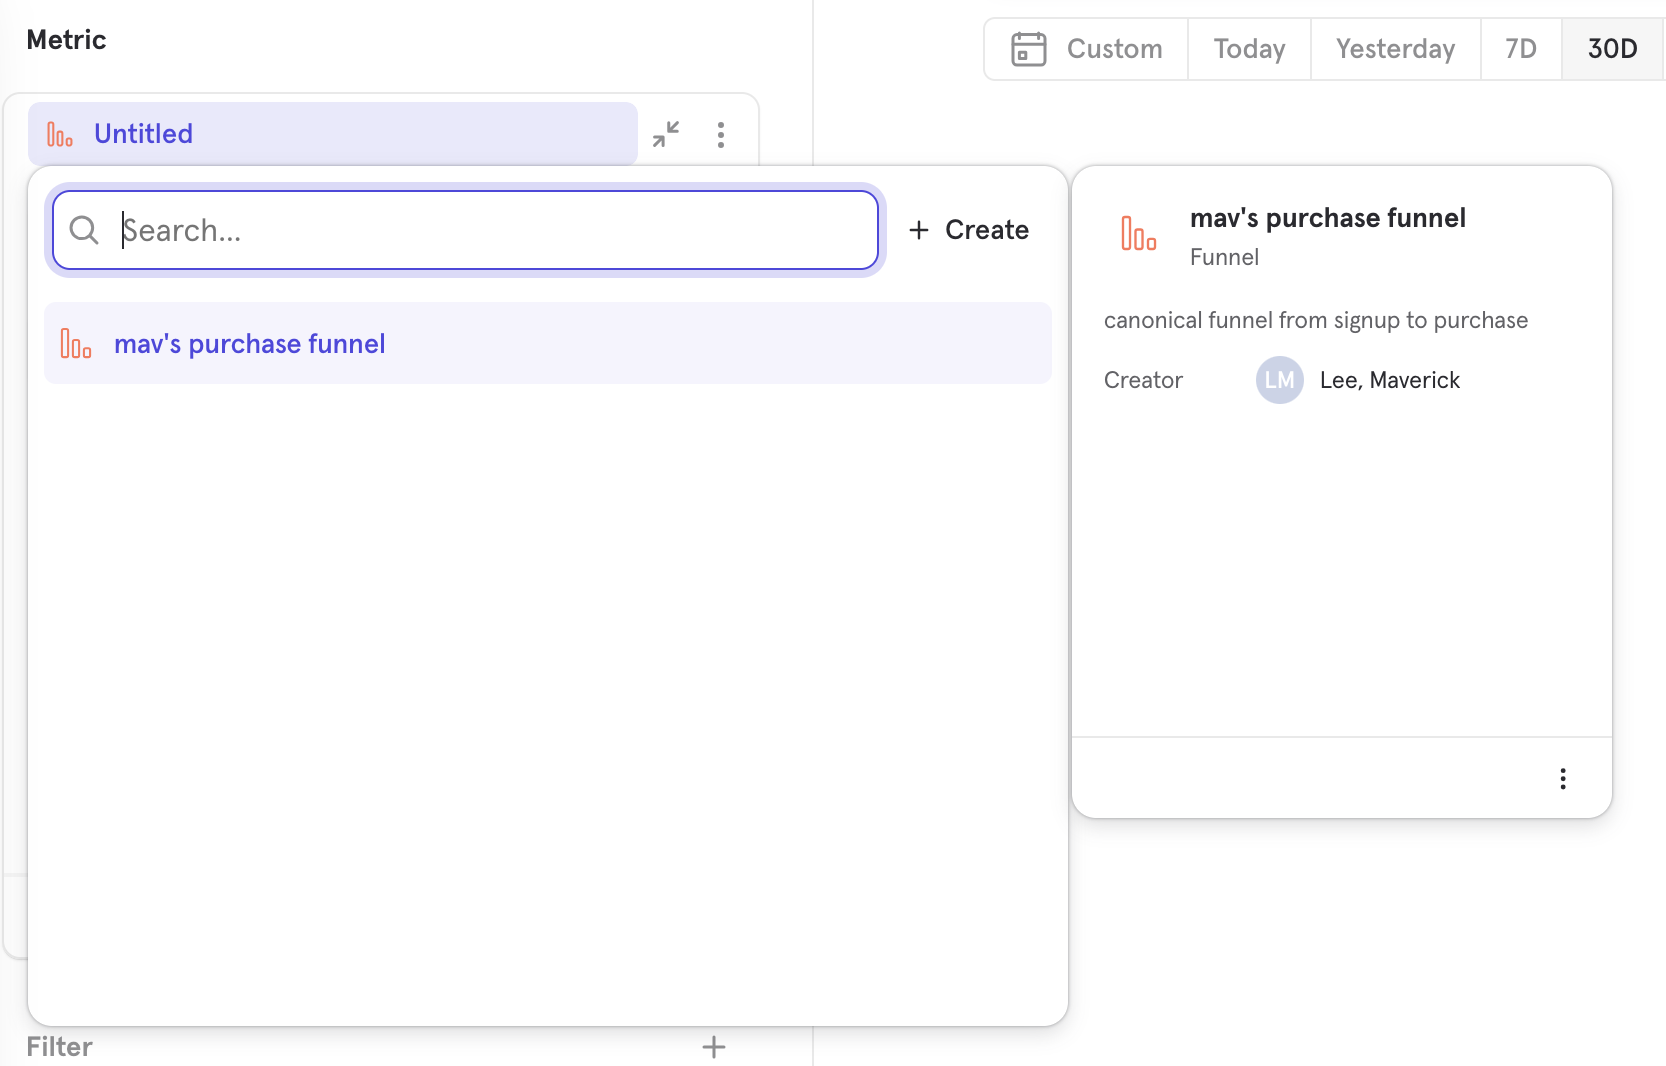 Metric
Custom
Today
Yesterday
7D
30D
Untitled
Search...
Create
mav's purchase funnel
mav's purchase funnel
Funnel
canonical funnel from signup to purchase
Creator
LM
Lee, Maverick
Filter